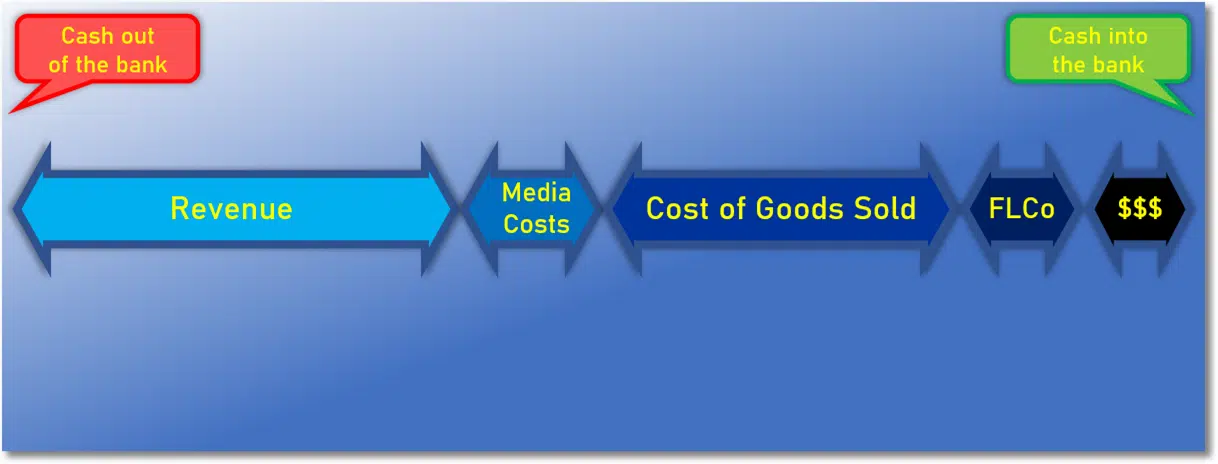 Cash out
of the bank
Cash into
the bank
Revenue
Media
Costs
Cost of Goods Sold
FLCo
$$$